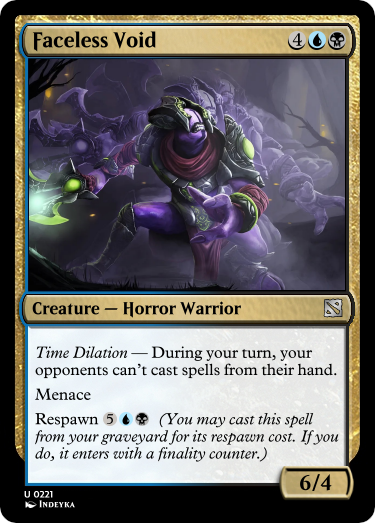 Faceless Void 4
Creature — Horror Warrior
Time Dilation — During your turn, your
opponents can't cast spells from their hand.
Menace
Respawn 5 (You may cast this spell
from your graveyard for its respawn cost. If you
do, it enters with a finality counter.)
6/4
U 0221
Indeyka